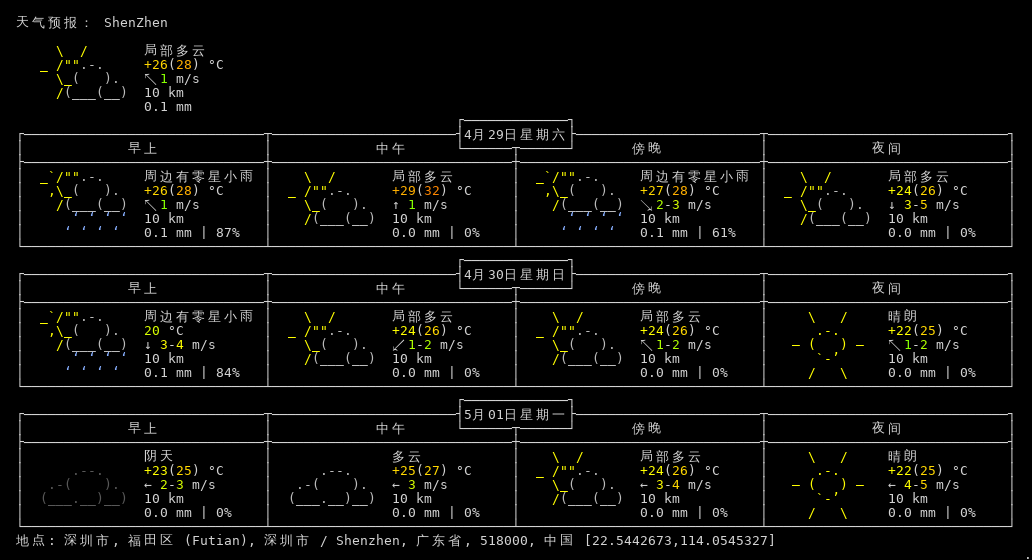 天气预报： ShenZhen
局部多云
+26(28) °C
↖ 1 m/s
10 km
0.1 mm
4月29日星期六
早上 中午 傍晚 夜间
周边有零星小雨 局部多云 周边有零星小雨 局部多云
+26(28) °C +29(32) °C +27(28) °C +24(26) °C
↖ 1 m/s ↑ 1 m/s ↘ 2-3 m/s ↓ 3-5 m/s
10 km 10 km 10 km 10 km
0.1 mm | 87% 0.0 mm | 0% 0.1 mm | 61% 0.0 mm | 0%
4月30日星期日
早上 中午 傍晚 夜间
周边有零星小雨 局部多云 局部多云 晴朗
20 °C +24(26) °C +24(26) °C +22(25) °C
↓ 3-4 m/s ↙ 1-2 m/s ↖ 1-2 m/s ↖ 1-2 m/s
10 km 10 km 10 km 10 km
0.1 mm | 84% 0.0 mm | 0% 0.0 mm | 0% 0.0 mm | 0%
5月01日星期一
早上 中午 傍晚 夜间
阴天 多云 局部多云 晴朗
+23(25) °C +25(27) °C +24(26) °C +22(25) °C
← 2-3 m/s ← 3 m/s ← 3-4 m/s ← 4-5 m/s
10 km 10 km 10 km 10 km
0.0 mm | 0% 0.0 mm | 0% 0.0 mm | 0% 0.0 mm | 0%
地点: 深圳市, 福田区 (Futian), 深圳市 / Shenzhen, 广东省, 518000, 中国 [22.5442673,114.0545327]